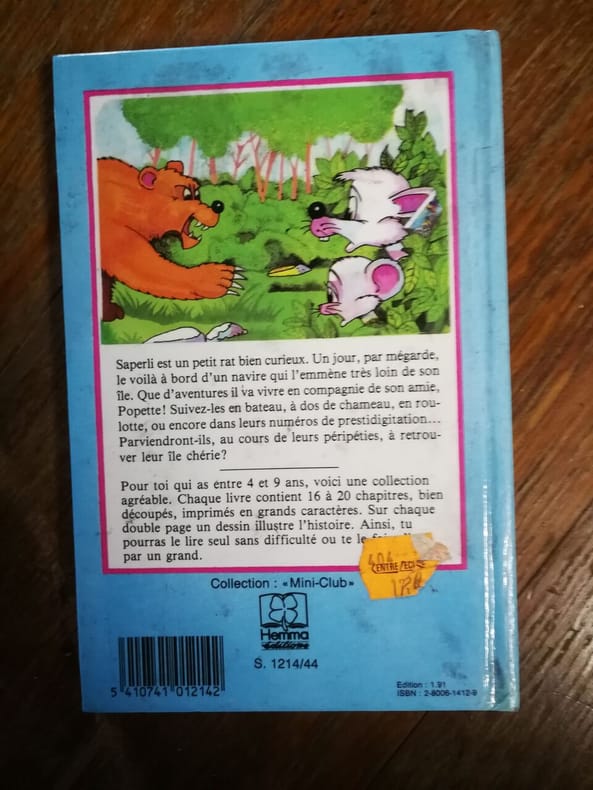 Saperli est un petit rat bien curieux. Un jour, par mégarde,
le voilà à bord d'un navire qui l'emmène très loin de son
île. Que d'aventures il va vivre en compagnie de son amie,
Popette! Suivez-les en bateau, à dos de chameau, en rou-
lotte, ou encore dans leurs numéros de prestidigitation...
Parviendront-ils, au cours de leurs péripéties, à retrou-
ver leur île chérie?
Pour toi qui as entre 4 et 9 ans, voici une collection
agréable. Chaque livre contient 16 à 20 chapitres, bien
découpés, imprimés en grands caractères. Sur chaque
double page un dessin illustre l'histoire. Ainsi, tu
pourras le lire seul sans difficulté ou te le
par un grand.
Collection : «Mini-Club»
Hemma
éditions
S. 1214/44
5 410741 012142
Edition : 1.91
ISBN : 2-8006-1412-9